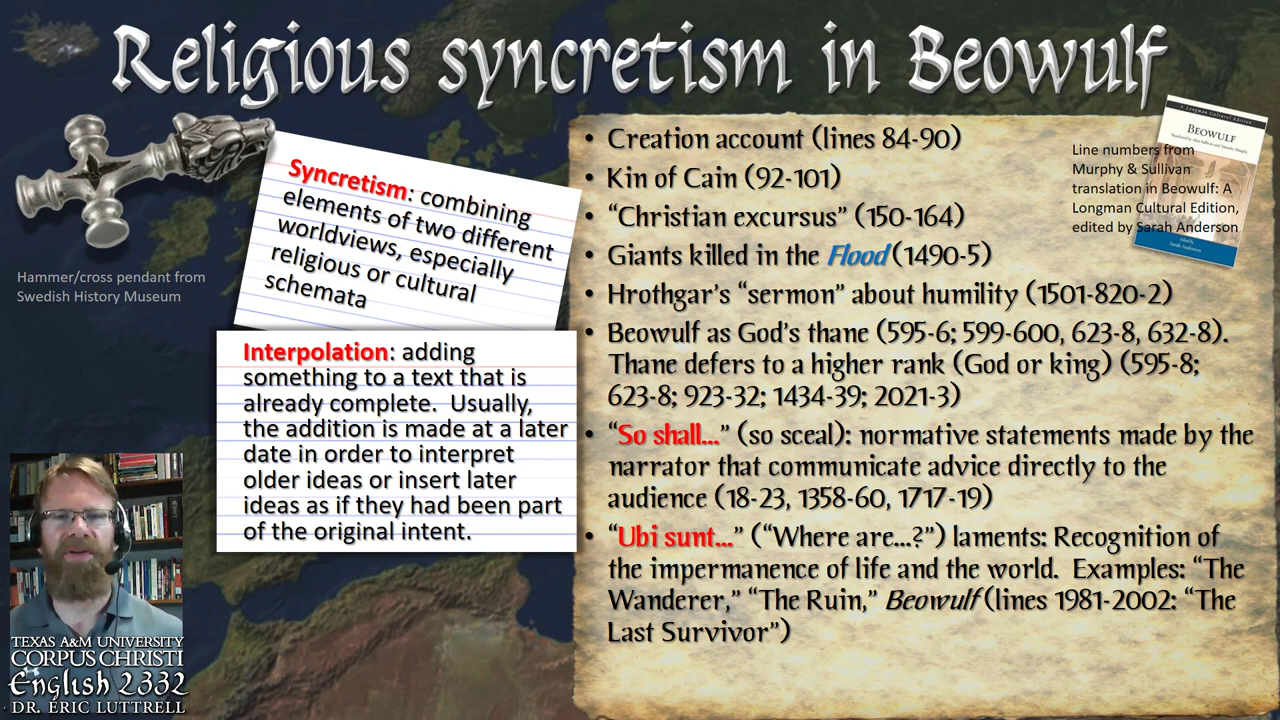 Religious syncretism in Beowulf
Hammer/cross pendant from
Swedish History Museum
Syncretism: combining
elements of two different
worldviews, especially
religious or cultural
schemata
Interpolation: adding
something to a text that is
already complete. Usually,
the addition is made at a later
date in order to interpret
older ideas or insert later
ideas as if they had been part
of the original intent.
• Creation account (lines 84-90)
• Kin of Cain (92-101)
• “Christian excursus” (150-164)
• Giants killed in the Flood (1490-5)
• Hrothgar’s “sermon” about humility (1501-820-2)
• Beowulf as God’s thane (595-6; 599-600, 623-8, 632-8).
Thane defers to a higher rank (God or king) (595-8;
623-8; 923-32; 1434-39; 2021-3)
• “So shall...” (so sceal): normative statements made by the
narrator that communicate advice directly to the
audience (18-23, 1358-60, 1717-19)
• “Ubi sunt...” (“Where are...?”) laments: Recognition of
the impermanence of life and the world. Examples: “The
Wanderer,” “The Ruin,” Beowulf (lines 1981-2002: “The
Last Survivor”)
A Longman Cultural Edition
BEOWULF
Line numbers from
Murphy & Sullivan
translation in Beowulf: A
Longman Cultural Edition,
edited by Sarah Anderson
TEXAS A&M UNIVERSITY
CORPUS CHRISTI
English 2332
DR. ERIC LUTTRELL